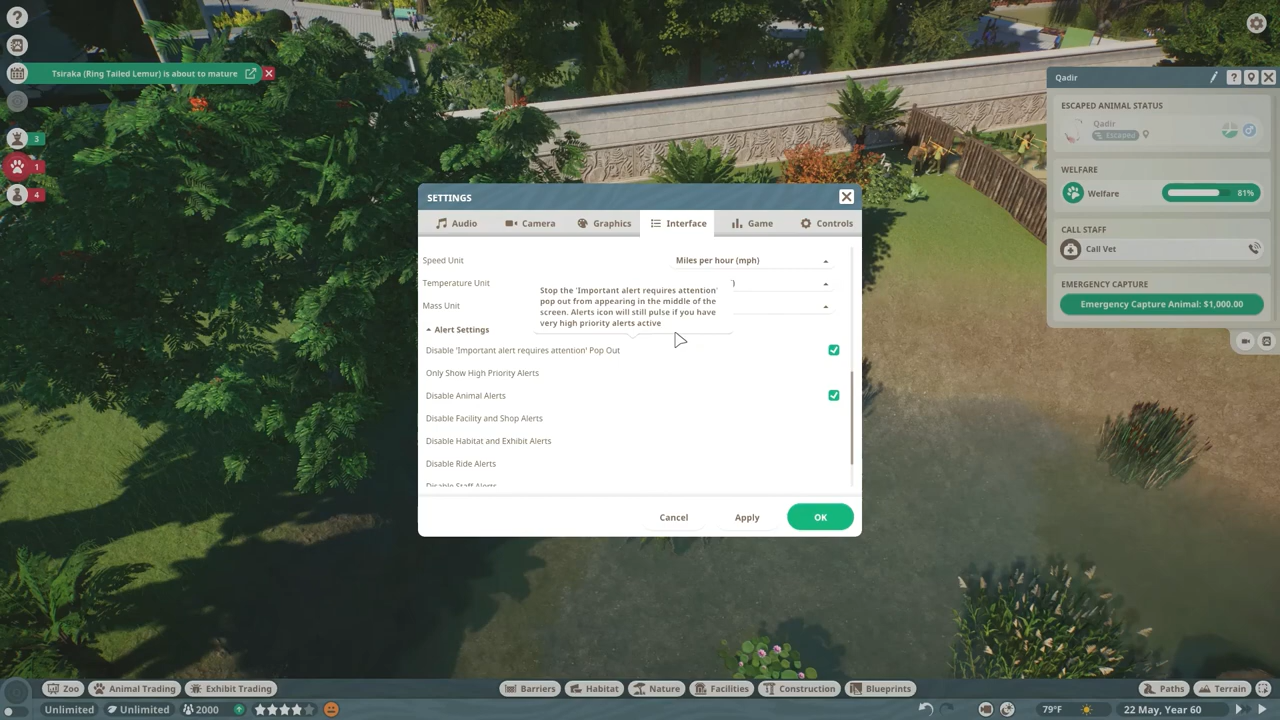 ?
Tsiraka (Ring Tailed Lemur) is about to mature
3
1
4
Qadir
?
ESCAPED ANIMAL STATUS
Qadir
Escaped
WELFARE
Welfare
81%
CALL STAFF
Call Vet
EMERGENCY CAPTURE
Emergency Capture Animal: $1,000.00
SETTINGS
Audio
Camera
Graphics
Interface
Game
Controls
Speed Unit
Miles per hour (mph)
Temperature Unit
)
Mass Unit
Stop the 'Important alert requires attention'
pop out from appearing in the middle of the
screen. Alerts icon will still pulse if you have
very high priority alerts active
Alert Settings
Disable 'Important alert requires attention' Pop Out
Only Show High Priority Alerts
Disable Animal Alerts
Disable Facility and Shop Alerts
Disable Habitat and Exhibit Alerts
Disable Ride Alerts
Disable Staff Alerts
Cancel
Apply
OK
Zoo
Animal Trading
Exhibit Trading
Barriers
Habitat
Nature
Facilities
Construction
Blueprints
Paths
Terrain
Unlimited
Unlimited
2000
79°F
22 May, Year 60